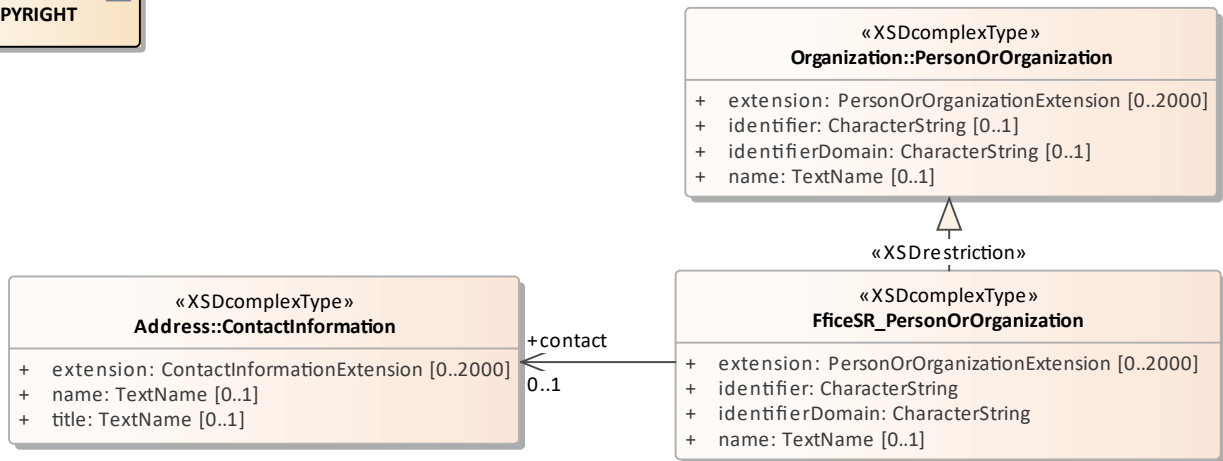 PYRIGHT
«XSDcomplexType»
Organization::PersonOrOrganization
+ extension: PersonOrOrganizationExtension [0..2000]
+ identifier: CharacterString [0..1]
+ identifierDomain: CharacterString [0..1]
+ name: TextName [0..1]
«XSDrestriction»
«XSDcomplexType»
Address::ContactInformation
+ extension: ContactInformationExtension [0..2000]
+ name: TextName [0..1]
+ title: TextName [0..1]
+contact
0..1
«XSDcomplexType»
FficeSR_PersonOrOrganization
+ extension: PersonOrOrganizationExtension [0..2000]
+ identifier: CharacterString
+ identifierDomain: CharacterString
+ name: TextName [0..1]